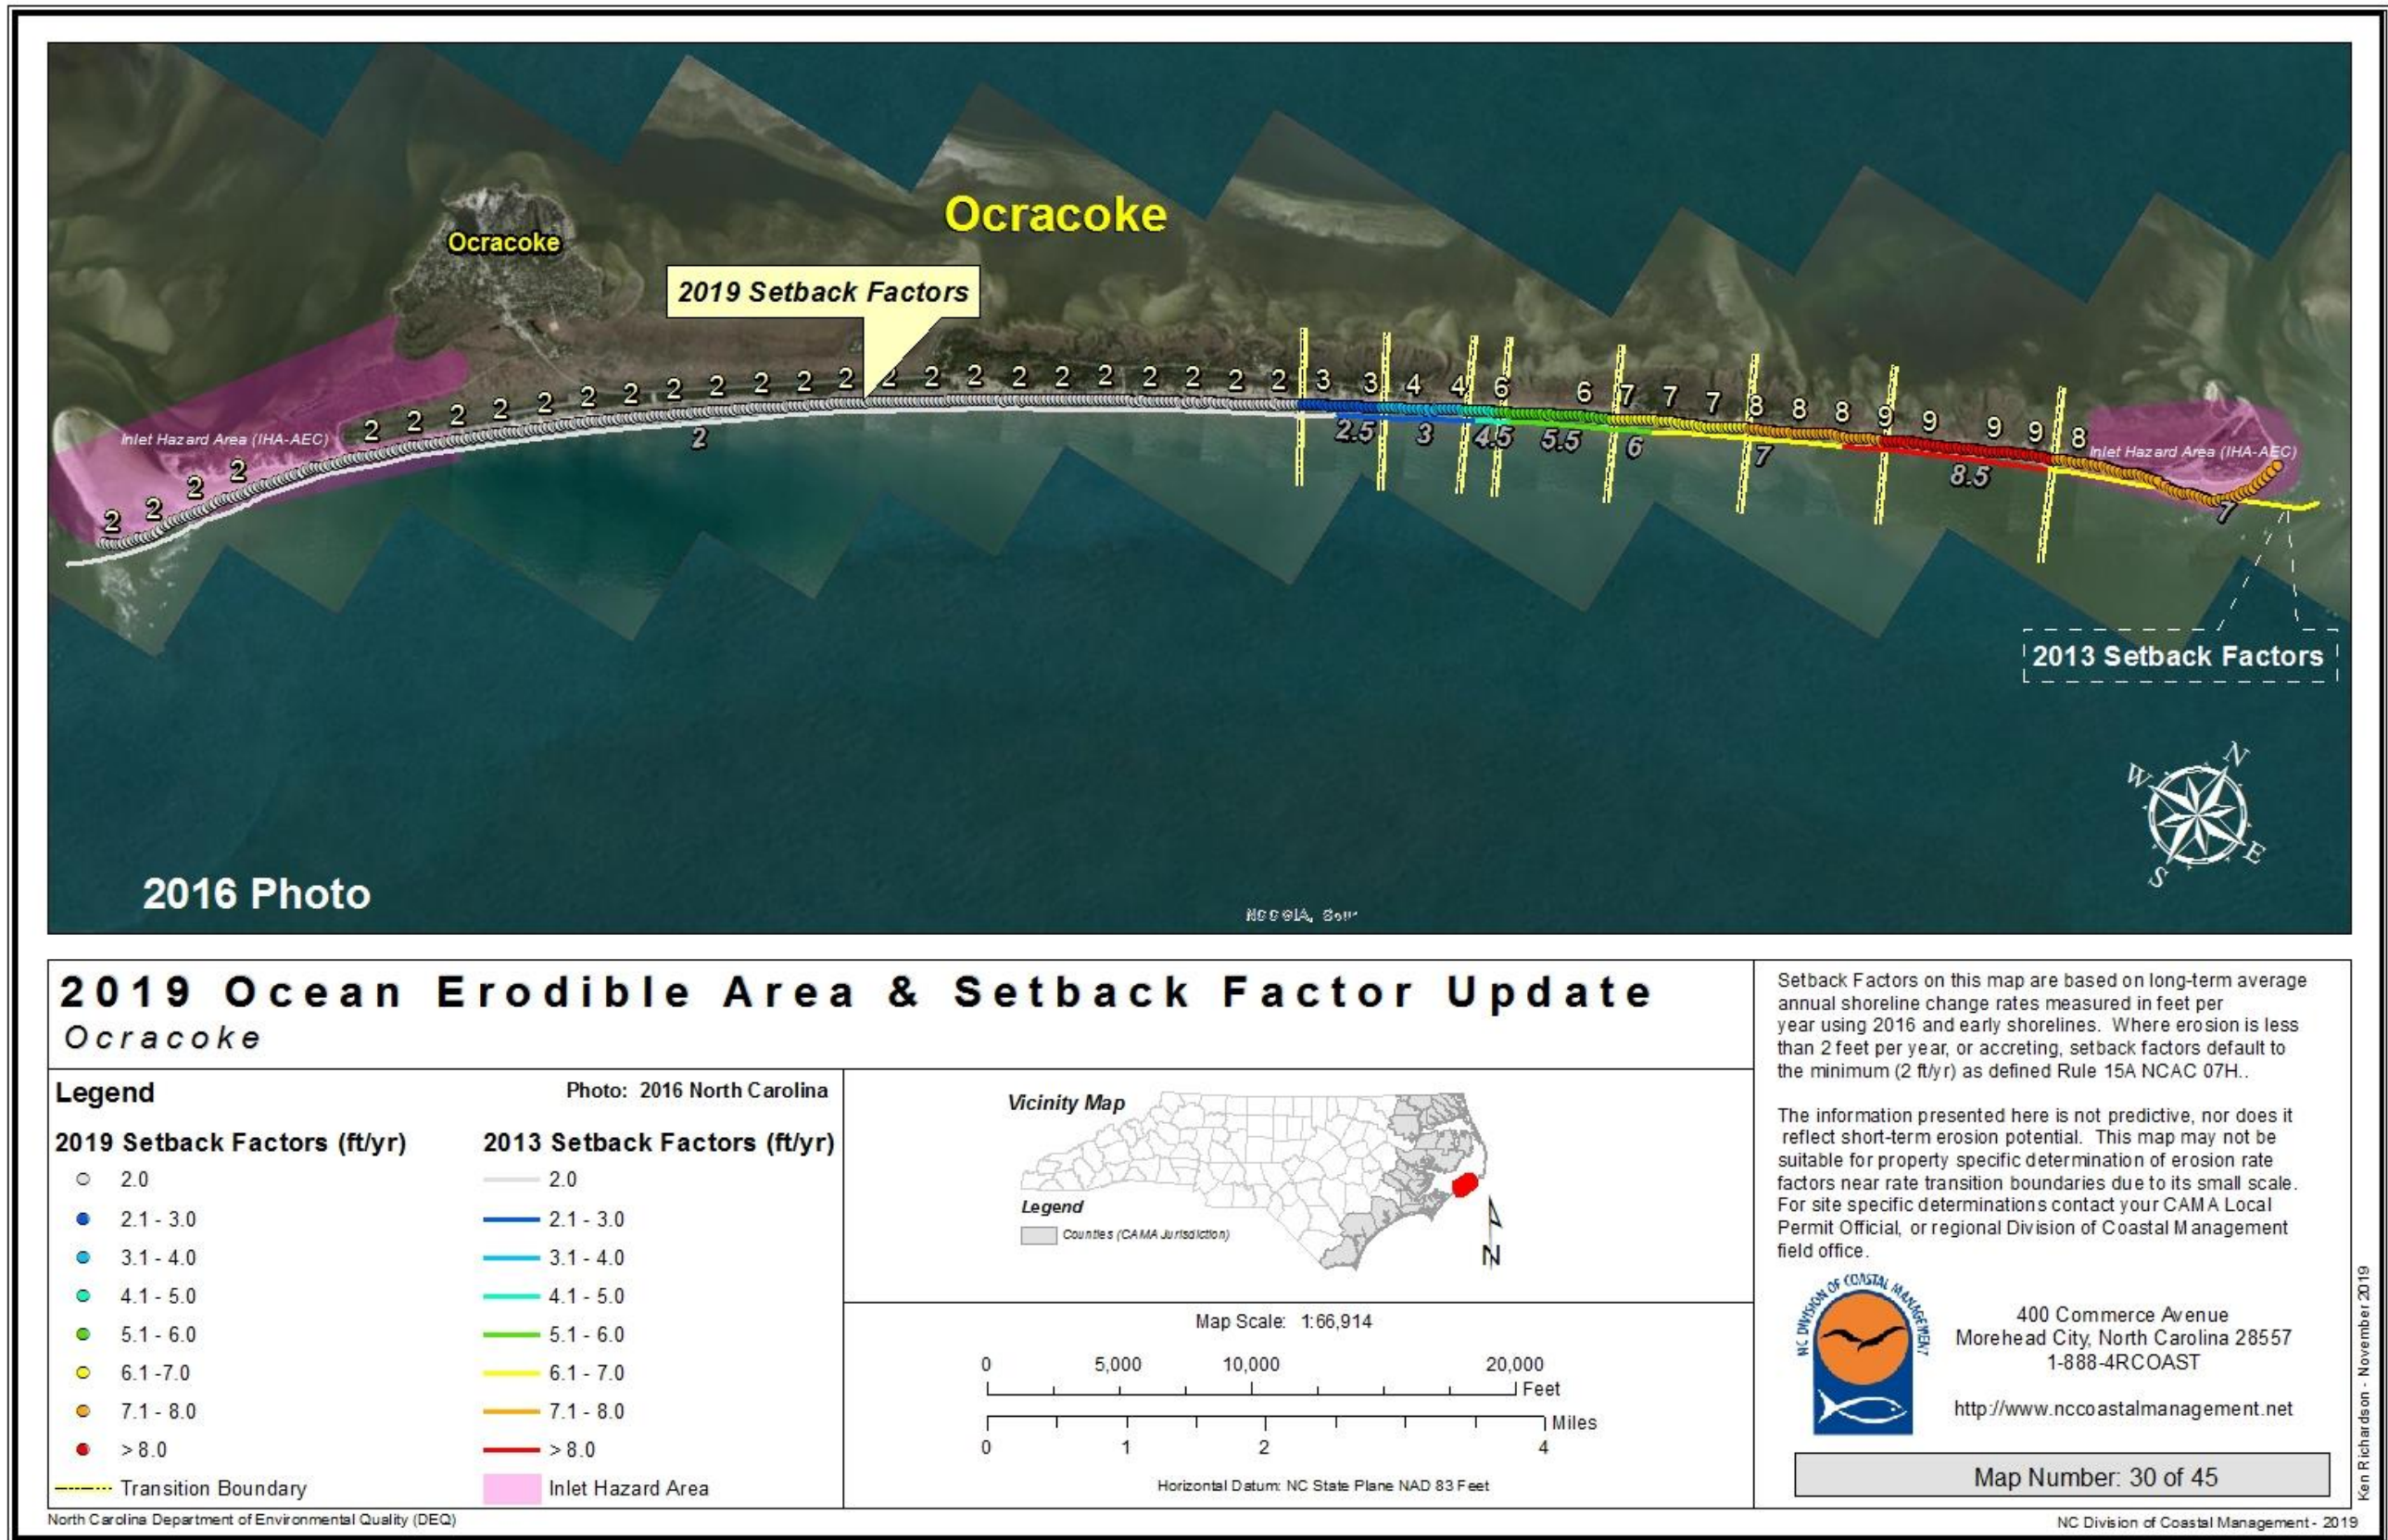 Ocracoke
Ocracoke
2019 Setback Factors
2 2 2 2 2 2 2 2 2 2 2 2 2 2 2 2 2 2 2 2 2 2 2 2 2 2 2 3 3 4 4 6 6 7 7 7 8 8 8 9 9 9 9 8
Inlet Hazard Area (IHA-AEC)
Inlet Hazard Area (IHA-AEC)
2 2.5 3 4.5 5.5 6 7 8.5 7
2013 Setback Factors
N
W
E
S
2016 Photo
2019 Ocean Erodible Area & Setback Factor Update
Ocracoke
Legend
Photo: 2016 North Carolina
2019 Setback Factors (ft/yr)
2.0
2.1 - 3.0
3.1 - 4.0
4.1 - 5.0
5.1 - 6.0
6.1 -7.0
7.1 - 8.0
> 8.0
Transition Boundary
2013 Setback Factors (ft/yr)
2.0
2.1 - 3.0
3.1 - 4.0
4.1 - 5.0
5.1 - 6.0
6.1 - 7.0
7.1 - 8.0
> 8.0
Inlet Hazard Area
Vicinity Map
Legend
Counties (CAMA Jurisdiction)
N
Map Scale: 1:66,914
0 5,000 10,000 20,000
Feet
Miles
0 1 2 4
Horizontal Datum: NC State Plane NAD 83 Feet
Setback Factors on this map are based on long-term average
annual shoreline change rates measured in feet per
year using 2016 and early shorelines. Where erosion is less
than 2 feet per year, or accreting, setback factors default to
the minimum (2 ft/yr) as defined Rule 15A NCAC 07H..
The information presented here is not predictive, nor does it
reflect short-term erosion potential. This map may not be
suitable for property specific determination of erosion rate
factors near rate transition boundaries due to its small scale.
For site specific determinations contact your CAMA Local
Permit Official, or regional Division of Coastal Management
field office.
NC DIVISION OF COASTAL MANAGEMENT
400 Commerce Avenue
Morehead City, North Carolina 28557
1-888-4RCOAST
http://www.nccoastalmanagement.net
Map Number: 30 of 45
Ken Richardson - November 2019
North Carolina Department of Environmental Quality (DEQ)
NC Division of Coastal Management - 2019